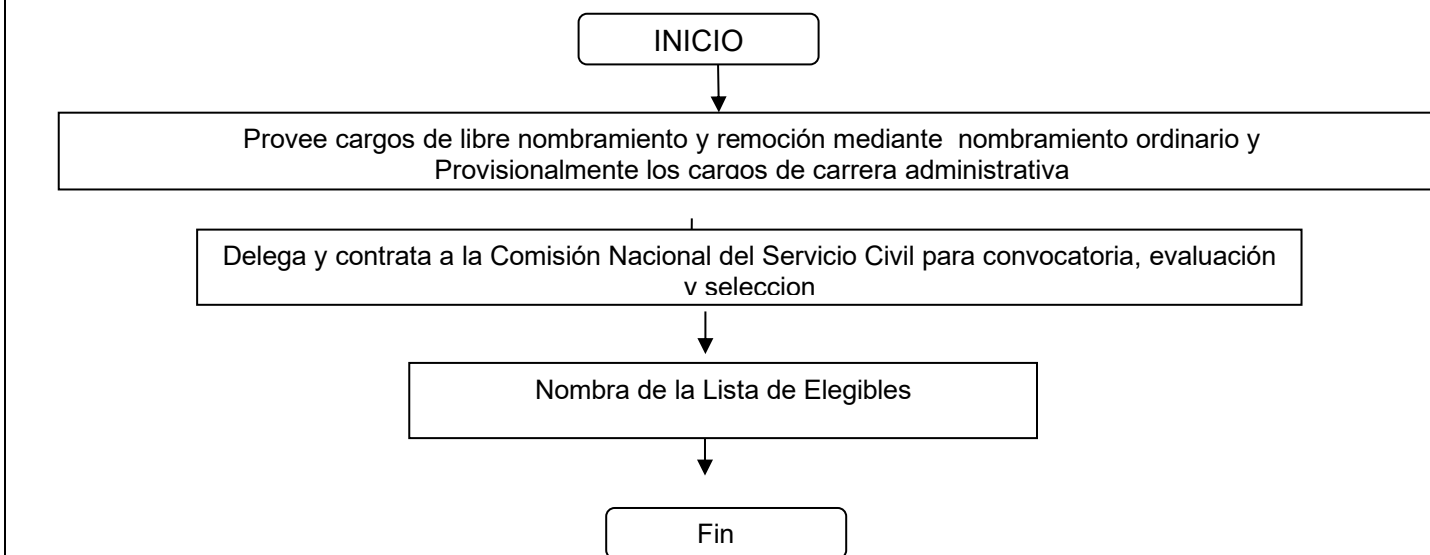 INICIO
Provee cargos de libre nombramiento y remoción mediante  nombramiento ordinario y
Provisionalmente los cargos de carrera administrativa
Delega y contrata a la Comisión Nacional del Servicio Civil para convocatoria, evaluación
y seleccion
Nombra de la Lista de Elegibles
Fin